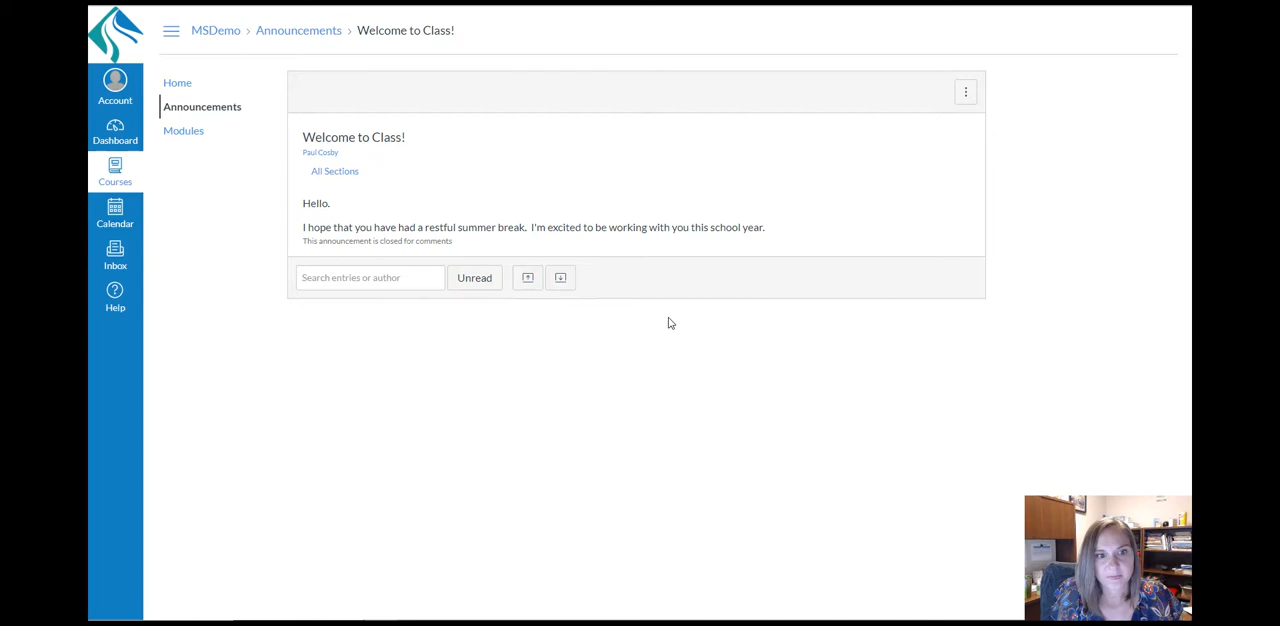 MSDemo › Announcements › Welcome to Class!
Account
Dashboard
Courses
Calendar
Inbox
Help
Home
Announcements
Modules
Welcome to Class!
Paul Cosby
All Sections
Hello.
I hope that you have had a restful summer break. I'm excited to be working with you this school year.
This announcement is closed for comments
Search entries or author
Unread